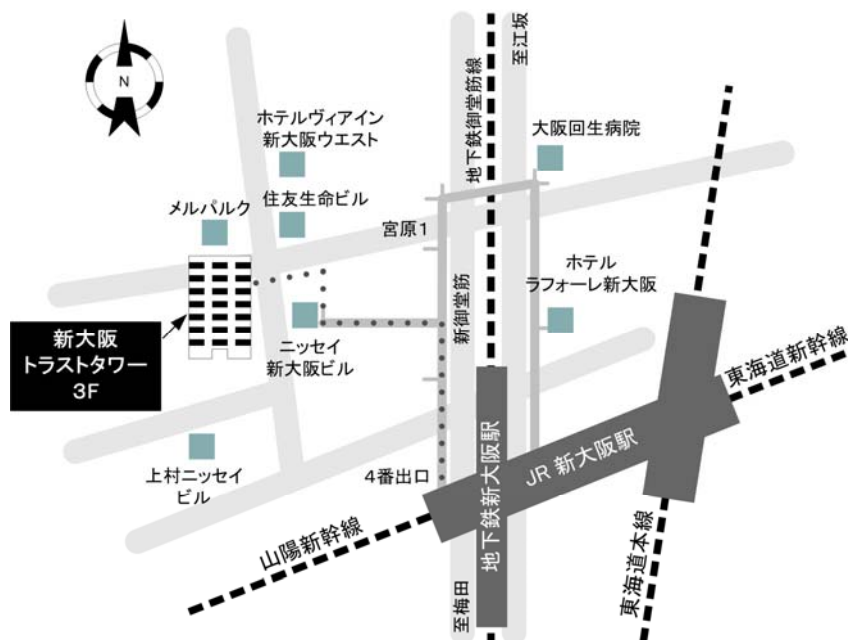 N
至江坂
地下鉄御堂筋線
ホテルヴィアイン
新大阪ウエスト
大阪回生病院
メルパルク
住友生命ビル
宮原1
ホテル
ラフォーレ新大阪
新御堂筋
新大阪
トラストタワー
3F
ニッセイ
新大阪ビル
東海道新幹線
地下鉄新大阪駅
JR 新大阪駅
上村ニッセイ
ビル
4番出口
山陽新幹線
東海道本線
至梅田